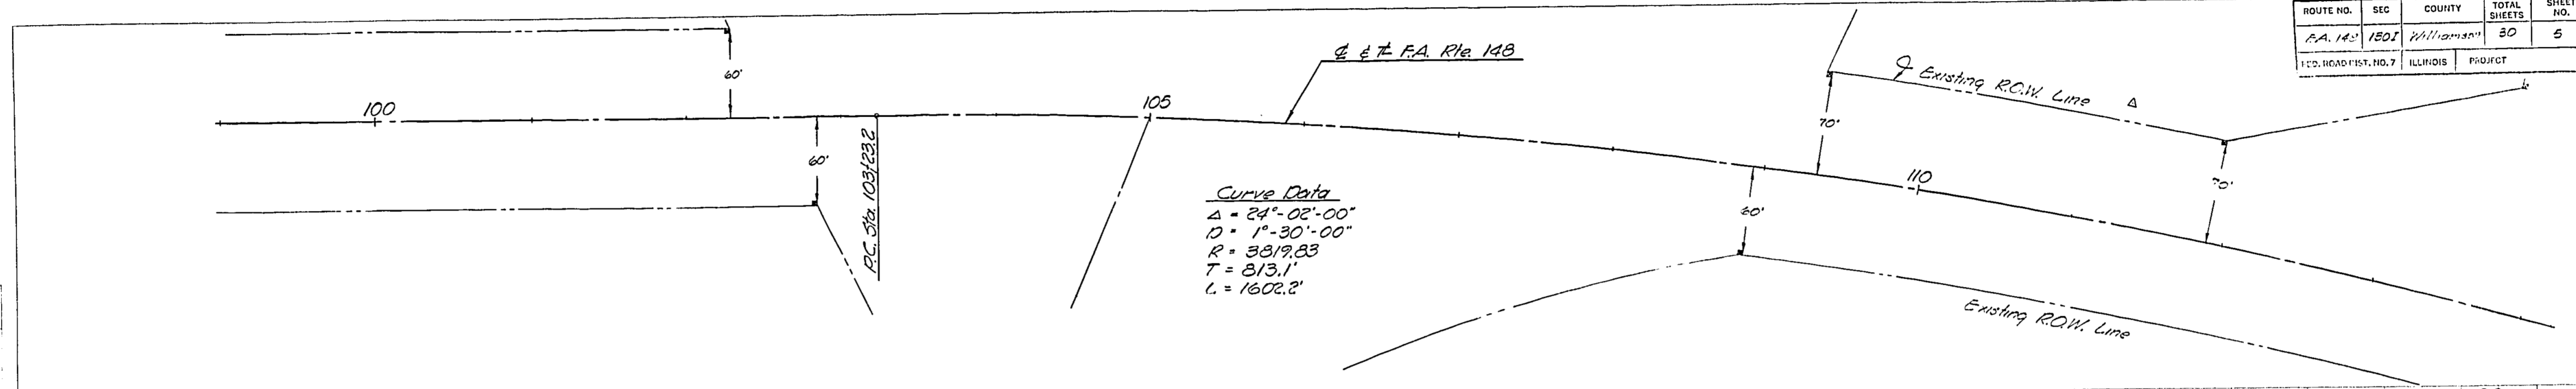 ROUTE NO. SEC COUNTY TOTAL SHEETS SHEET NO.
F.A. 148 150I Williamson 30 5
FED. ROAD DIST. NO. 7 ILLINOIS PROJECT
60'
℄ & ⅊ F.A. Rte. 148
Existing R.O.W. Line Δ
100
105
70'
60'
P.C. Sta. 103+23.2
110
70'
Curve Data
Δ = 24°-02'-00"
D = 1°-30'-00"
R = 3819.83
T = 813.1'
L = 1602.2'
60'
Existing R.O.W. Line